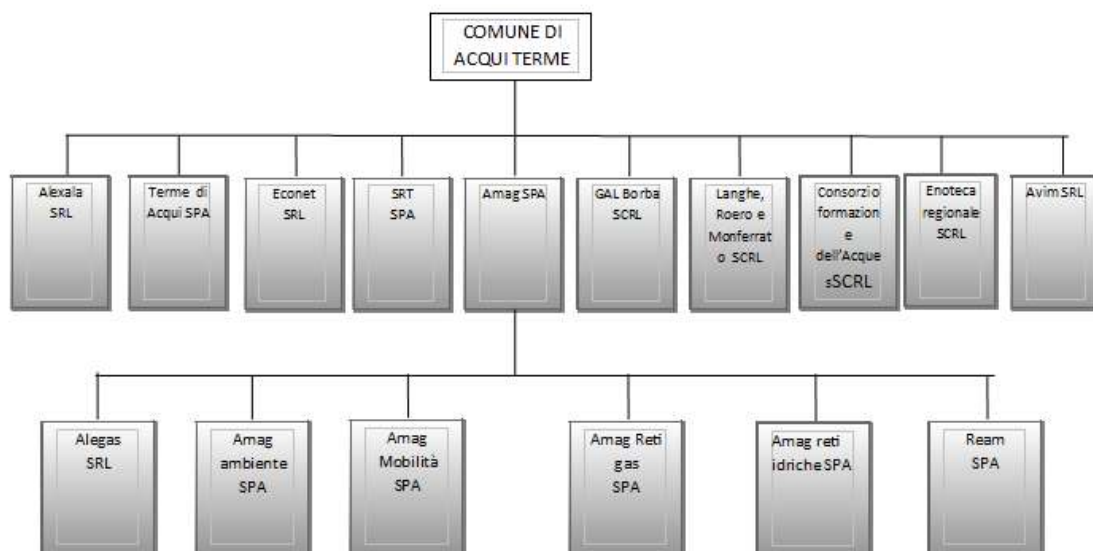 COMUNE DI
ACQUI TERME
Alexala
SRL
Terme di
Acqui SPA
Econet
SRL
SRT
SPA
Amag SPA
GAL Borba
SCRL
Langhe,
Roero e
Monferrat
o SCRL
Consorzio
formazion
e
dell'Acque
sSCRL
Enoteca
regionale
SCRL
Avim SRL
Alegas
SRL
Amag
ambiente
SPA
Amag
Mobilità
SPA
Amag Reti
gas
SPA
Amag reti
idriche SPA
Ream
SPA